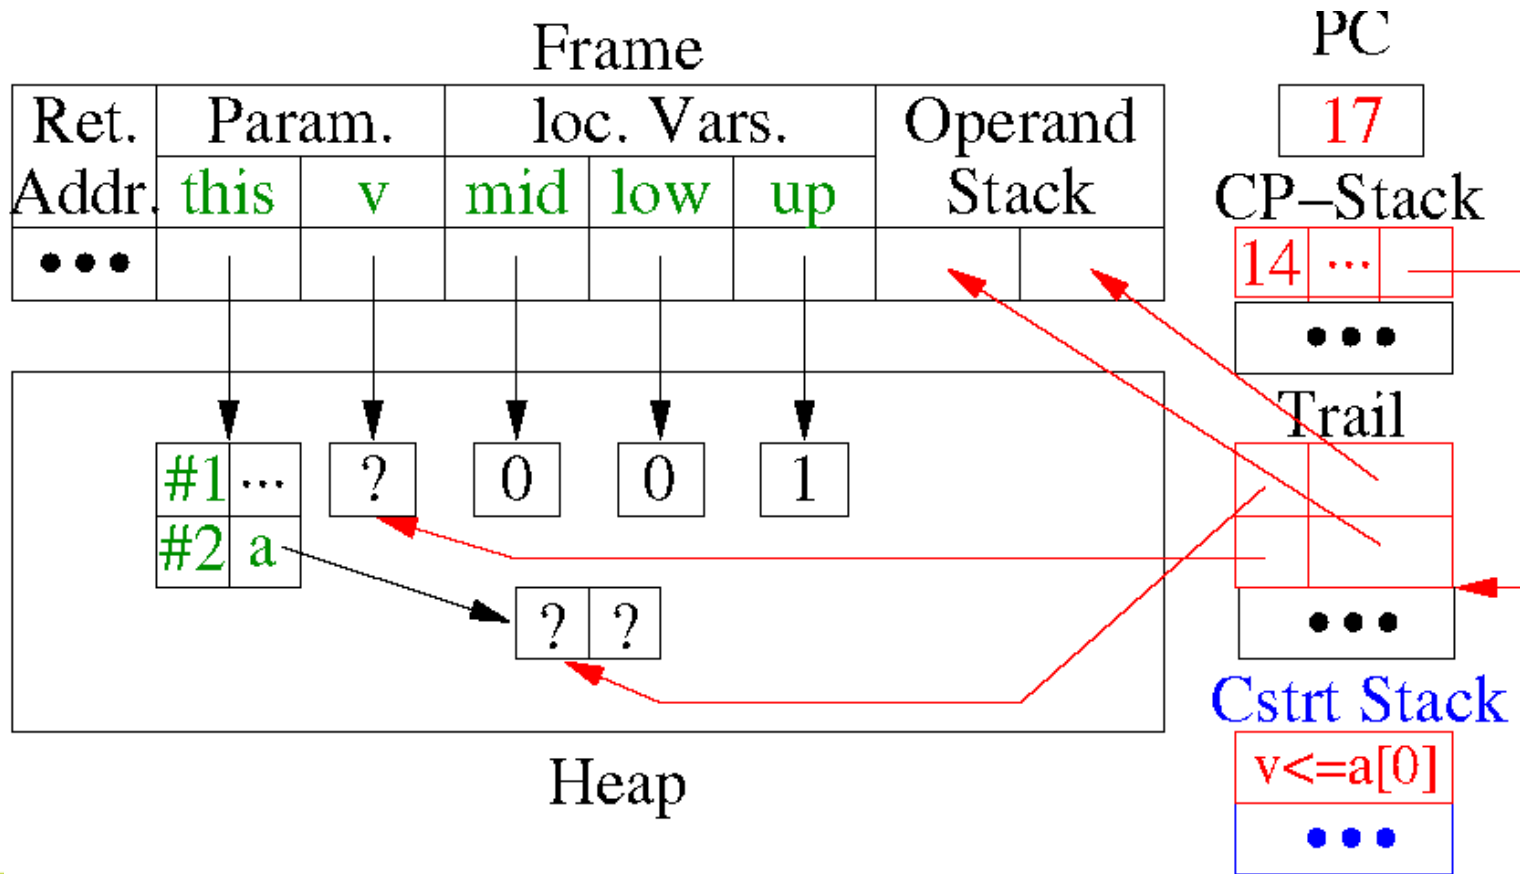 Frame
Ret. Addr.
Param.
loc. Vars.
Operand Stack
this v mid low up
•••
PC
17
CP–Stack
14 ...
•••
Trail
•••
#1 ... ? 0 0 1
#2 a
? ?
Heap
Cstrt Stack
v<=a[0]
•••